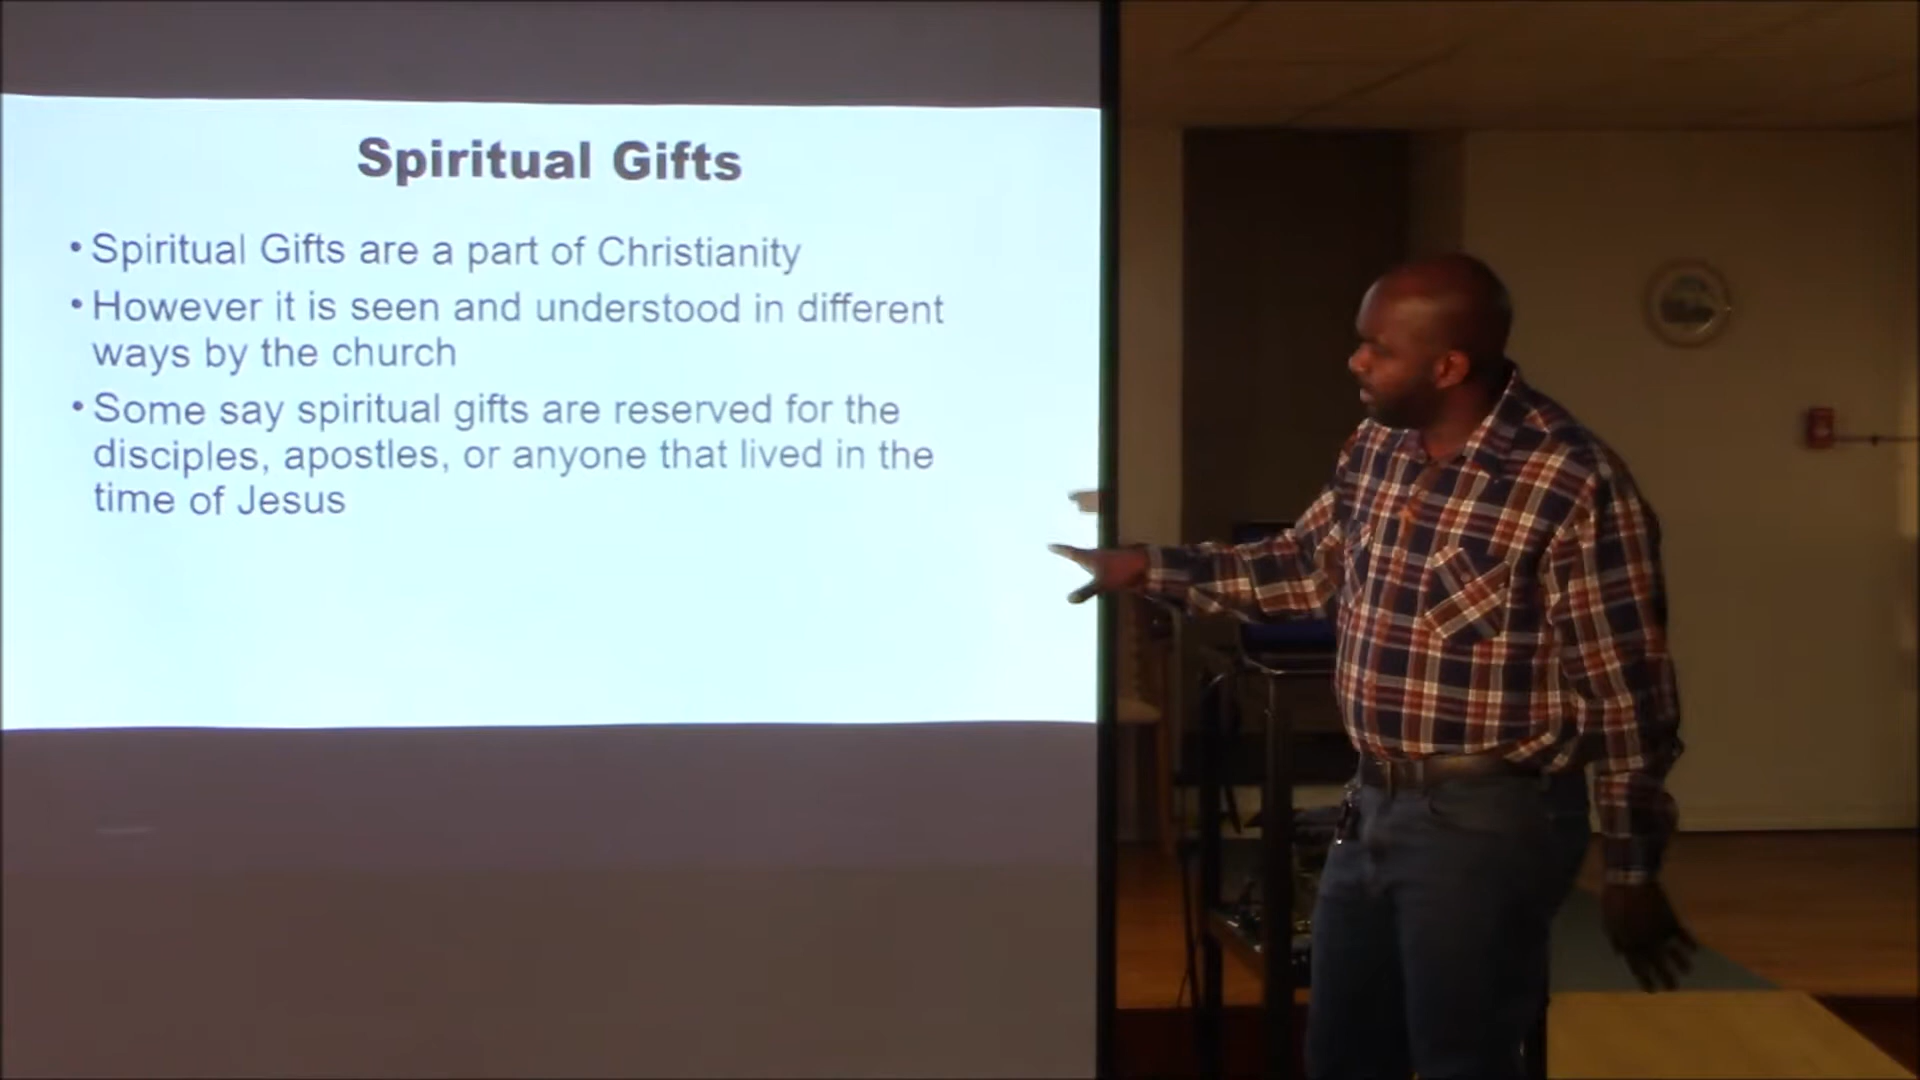 Spiritual Gifts
• Spiritual Gifts are a part of Christianity
• However it is seen and understood in different
ways by the church
• Some say spiritual gifts are reserved for the
disciples, apostles, or anyone that lived in the
time of Jesus